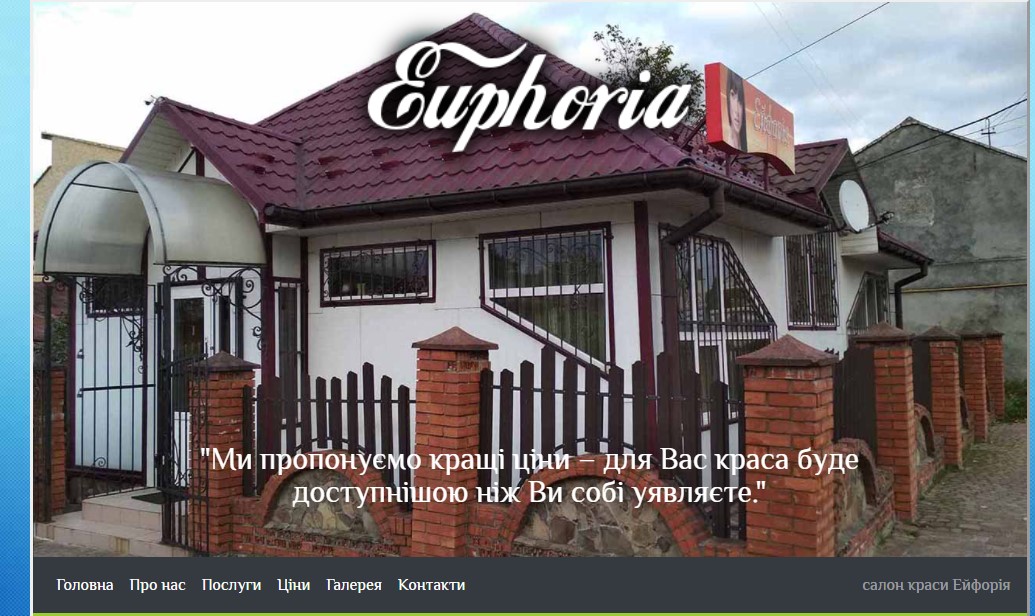 Euphoria
"Ми пропонуємо кращі ціни – для Вас краса буде
доступнішою ніж Ви собі уявляєте."
Головна Про нас Послуги Ціни Галерея Контакти
салон краси Ейфорія